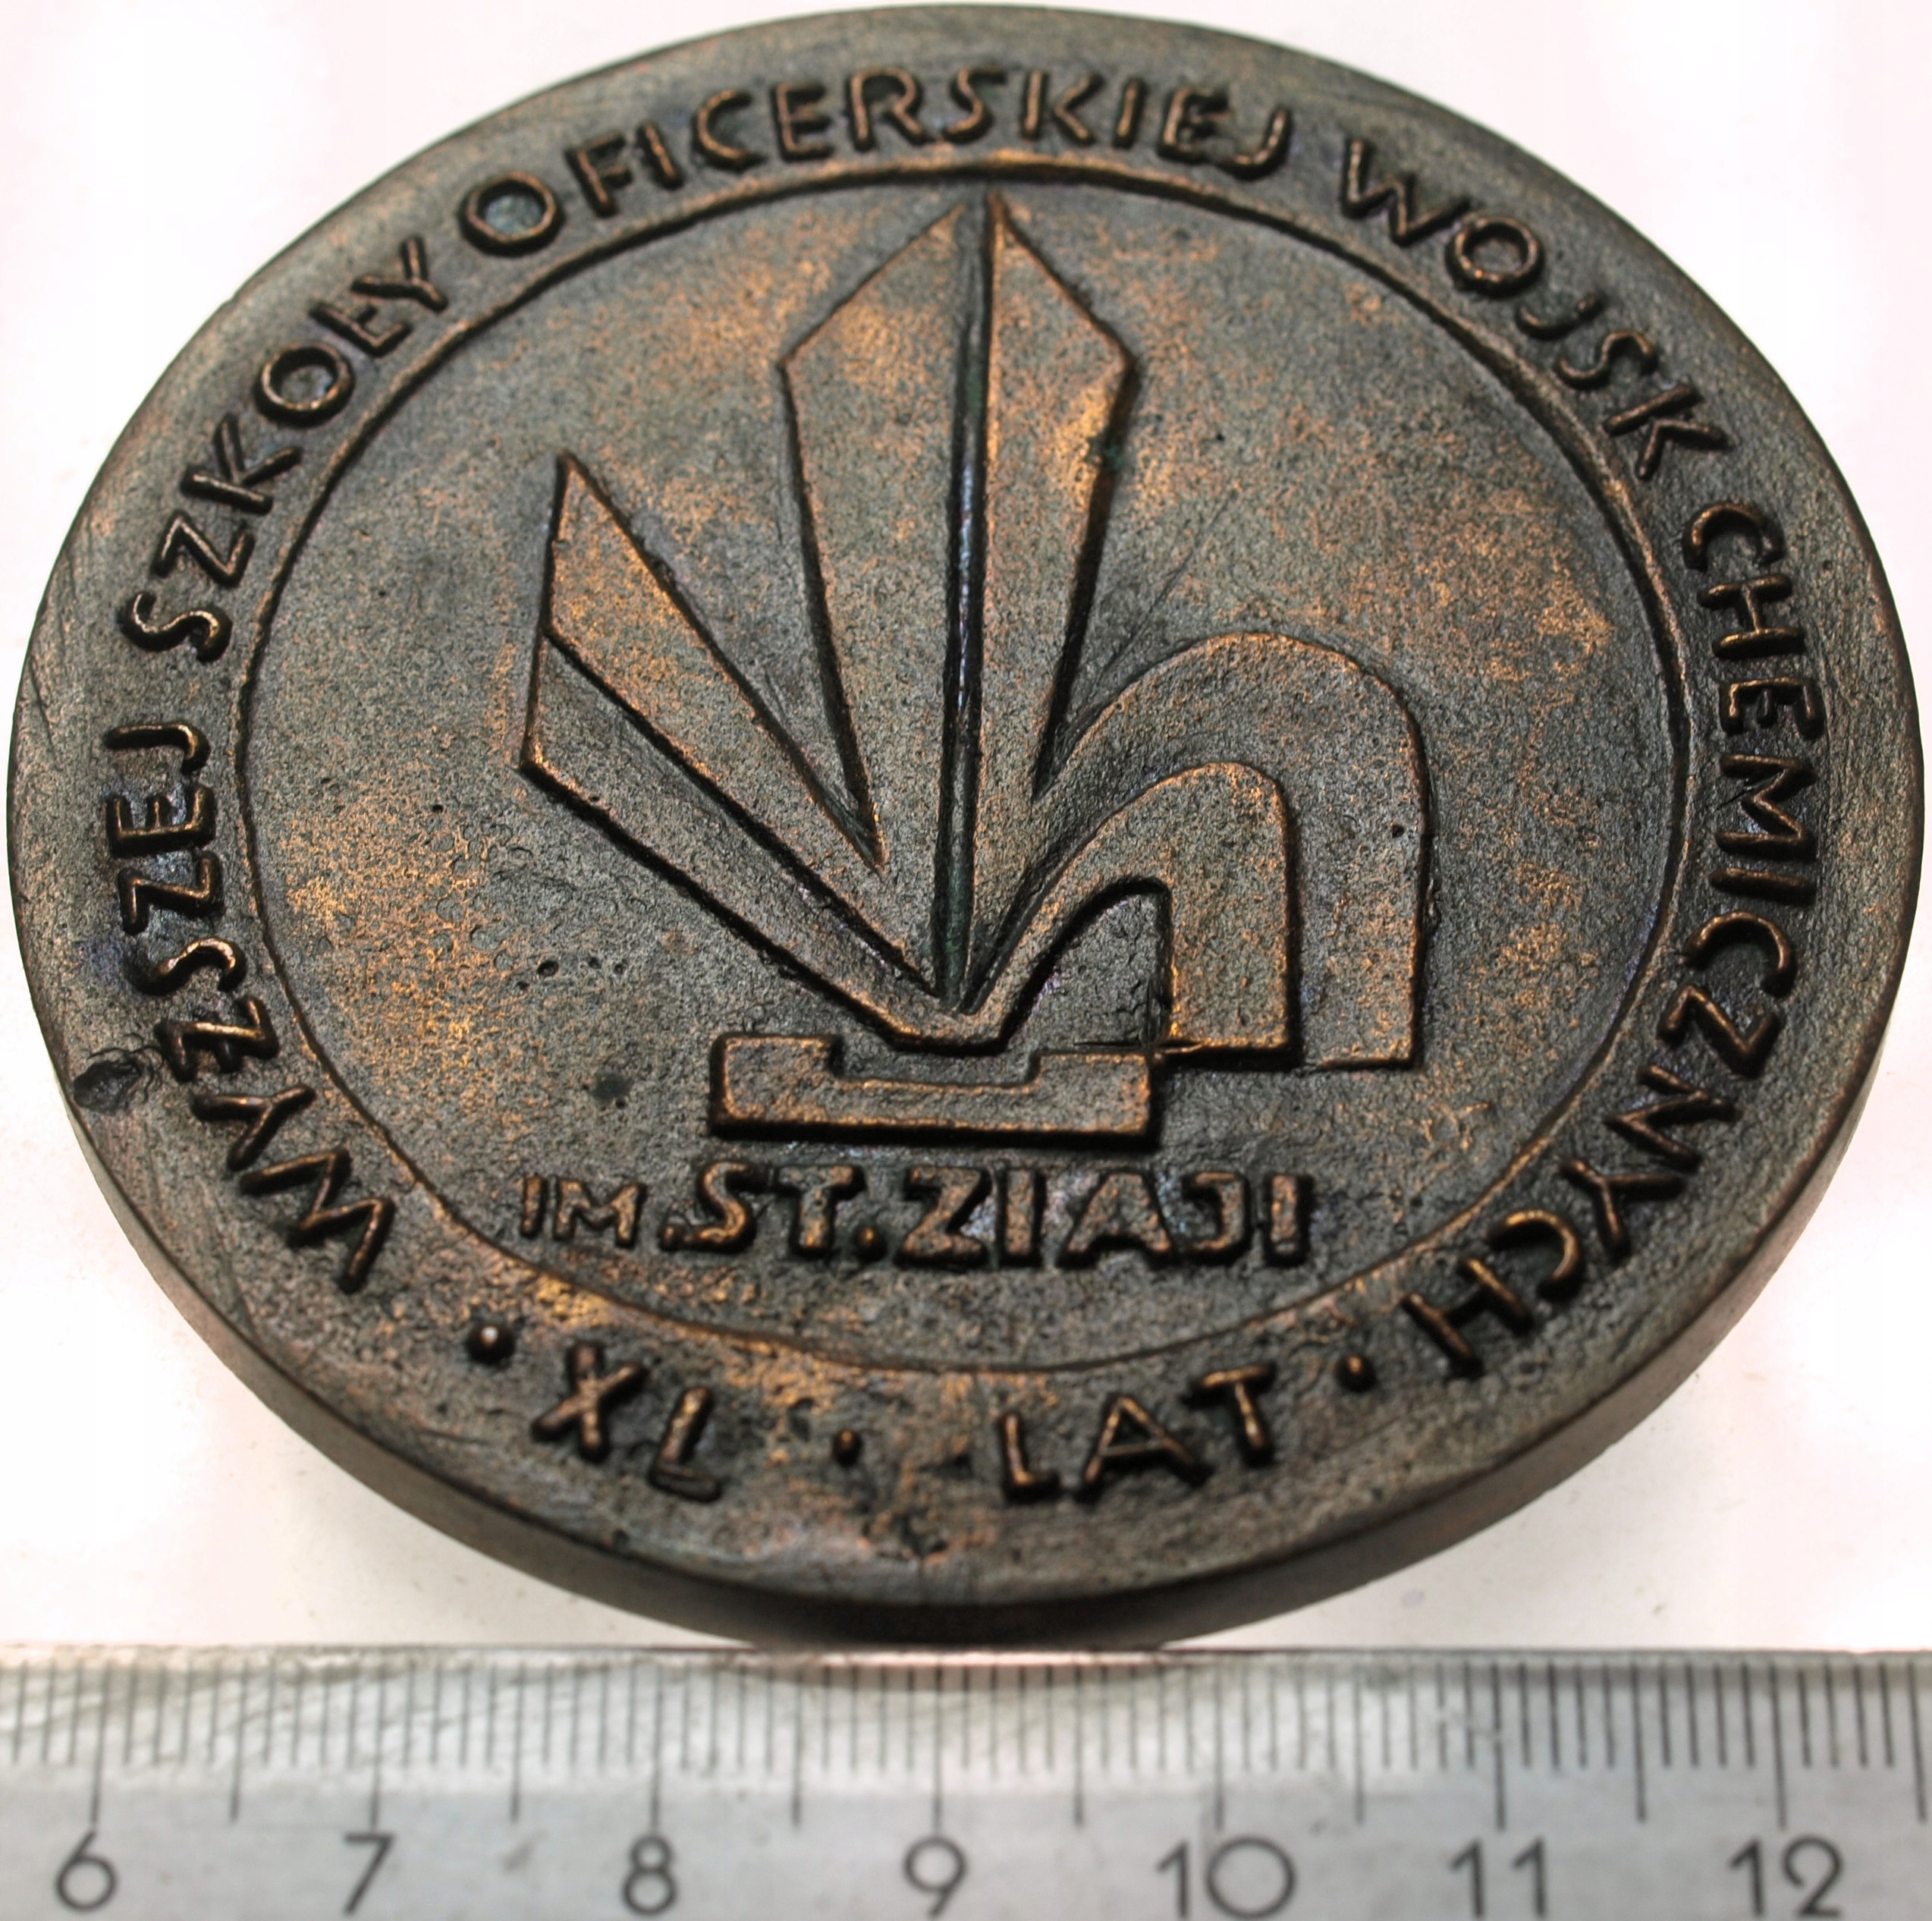 WYŻSZEJ SZKOŁY OFICERSKIEJ WOJSK CHEMICZNYCH
IM ST. ZIAJI
· XL · LAT ·
6 7 8 9 10 11 12